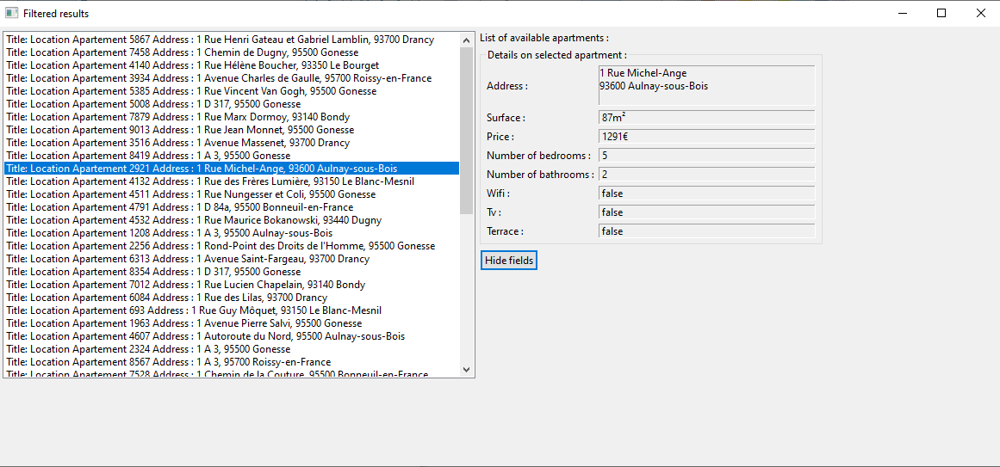 Filtered results
Title: Location Apartement 5867 Address : 1 Rue Henri Gateau et Gabriel Lamblin, 93700 Drancy
Title: Location Apartement 7458 Address : 1 Chemin de Dugny, 95500 Gonesse
Title: Location Apartement 4140 Address : 1 Rue Hélène Boucher, 93350 Le Bourget
Title: Location Apartement 3934 Address : 1 Avenue Charles de Gaulle, 95700 Roissy-en-France
Title: Location Apartement 5385 Address : 1 Rue Vincent Van Gogh, 95500 Gonesse
Title: Location Apartement 5008 Address : 1 D 317, 95500 Gonesse
Title: Location Apartement 7879 Address : 1 Rue Marx Dormoy, 93140 Bondy
Title: Location Apartement 9013 Address : 1 Rue Jean Monnet, 95500 Gonesse
Title: Location Apartement 3516 Address : 1 Avenue Massenet, 93700 Drancy
Title: Location Apartement 8419 Address : 1 A 3, 95500 Gonesse
Title: Location Apartement 2921 Address : 1 Rue Michel-Ange, 93600 Aulnay-sous-Bois
Title: Location Apartement 4132 Address : 1 Rue des Frères Lumière, 93150 Le Blanc-Mesnil
Title: Location Apartement 4511 Address : 1 Rue Nungesser et Coli, 95500 Gonesse
Title: Location Apartement 4791 Address : 1 D 84a, 95500 Bonneuil-en-France
Title: Location Apartement 4532 Address : 1 Rue Maurice Bokanowski, 93440 Dugny
Title: Location Apartement 1208 Address : 1 A 3, 95500 Aulnay-sous-Bois
Title: Location Apartement 2256 Address : 1 Rond-Point des Droits de l'Homme, 95500 Gonesse
Title: Location Apartement 6313 Address : 1 Avenue Saint-Fargeau, 93700 Drancy
Title: Location Apartement 8354 Address : 1 D 317, 95500 Gonesse
Title: Location Apartement 7012 Address : 1 Rue Lucien Chapelain, 93140 Bondy
Title: Location Apartement 6084 Address : 1 Rue des Lilas, 93700 Drancy
Title: Location Apartement 693 Address : 1 Rue Guy Môquet, 93150 Le Blanc-Mesnil
Title: Location Apartement 1963 Address : 1 Avenue Pierre Salvi, 95500 Gonesse
Title: Location Apartement 4607 Address : 1 Autoroute du Nord, 95500 Aulnay-sous-Bois
Title: Location Apartement 2324 Address : 1 A 3, 95500 Gonesse
Title: Location Apartement 8567 Address : 1 A 3, 95700 Roissy-en-France
Title: Location Apartement 7528 Address : 1 Chemin de la Couture, 95500 Bonneuil-en-France
List of available apartments :
Details on selected apartment :
Address :
1 Rue Michel-Ange
93600 Aulnay-sous-Bois
Surface : 87m²
Price : 1291€
Number of bedrooms : 5
Number of bathrooms : 2
Wifi : false
Tv : false
Terrace : false
Hide fields